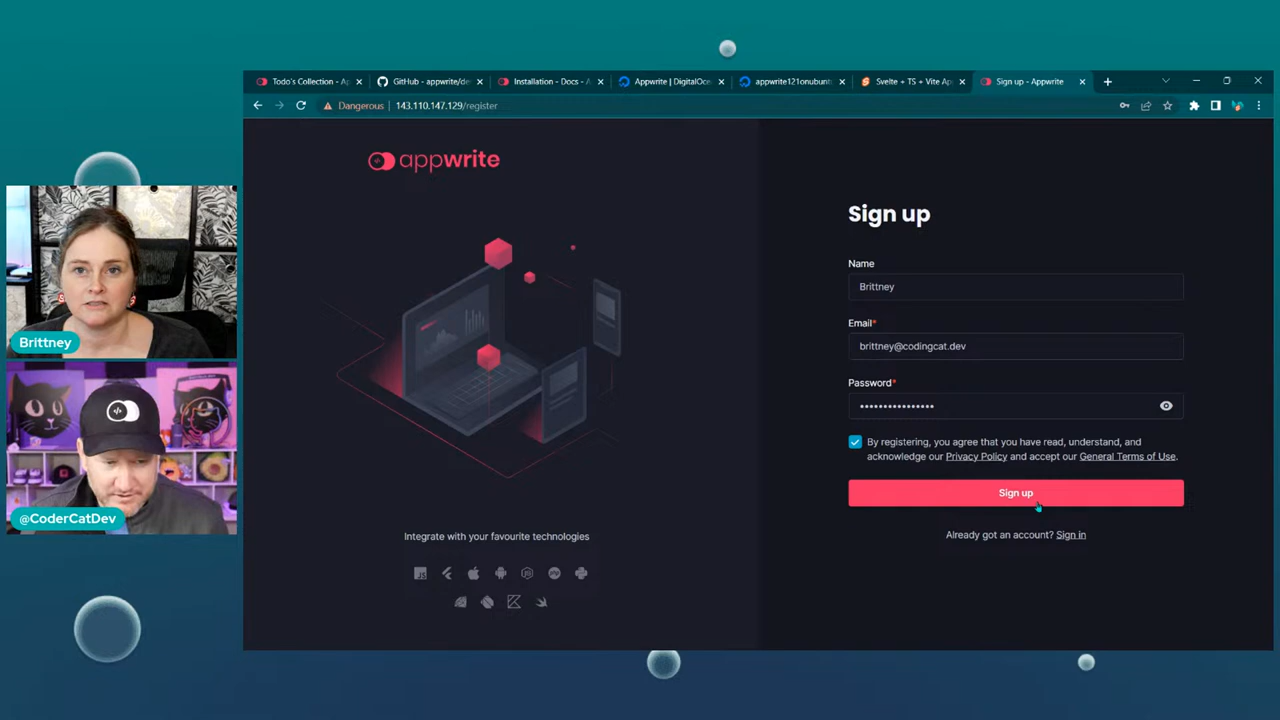 Todo's Collection - Ap
GitHub - appwrite/de
Installation - Docs - A
Appwrite | DigitalOce
appwrite121onubuntu
Svelte + TS + Vite Ap
Sign up - Appwrite
Dangerous
143.110.147.129/register
appwrite
Sign up
Name
Brittney
Email*
brittney@codingcat.dev
Password*
••••••••••••••••
By registering, you agree that you have read, understand, and
acknowledge our Privacy Policy and accept our General Terms of Use.
Sign up
Already got an account? Sign in
Integrate with your favourite technologies
Brittney
@CoderCatDev